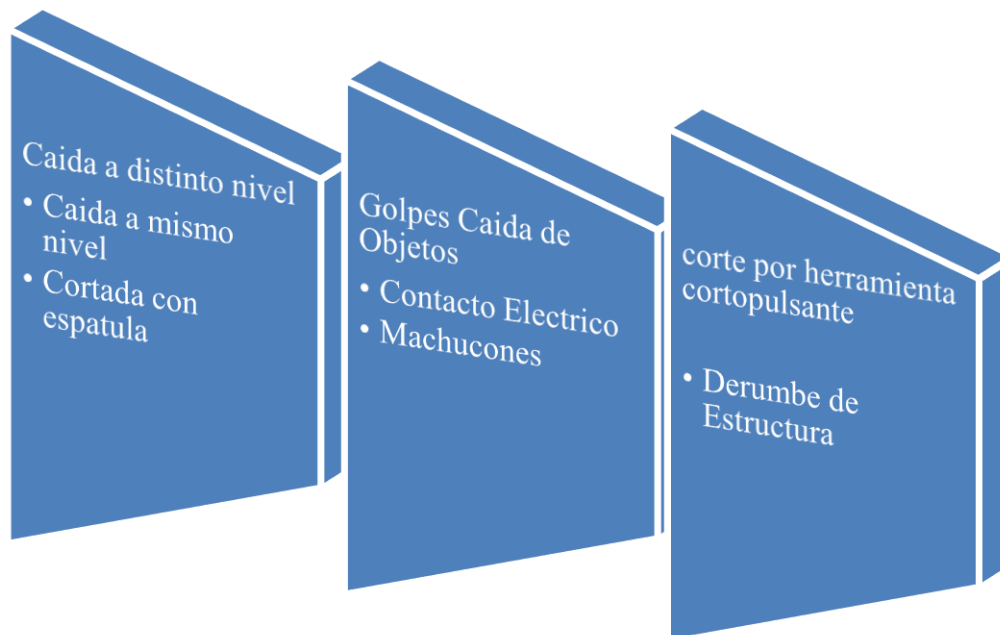 Caida a distinto nivel
• Caida a mismo
nivel
• Cortada con
espatula
Golpes Caida de
Objetos
• Contacto Electrico
• Machucones
corte por herramienta
cortopulsante
• Derumbe de
Estructura